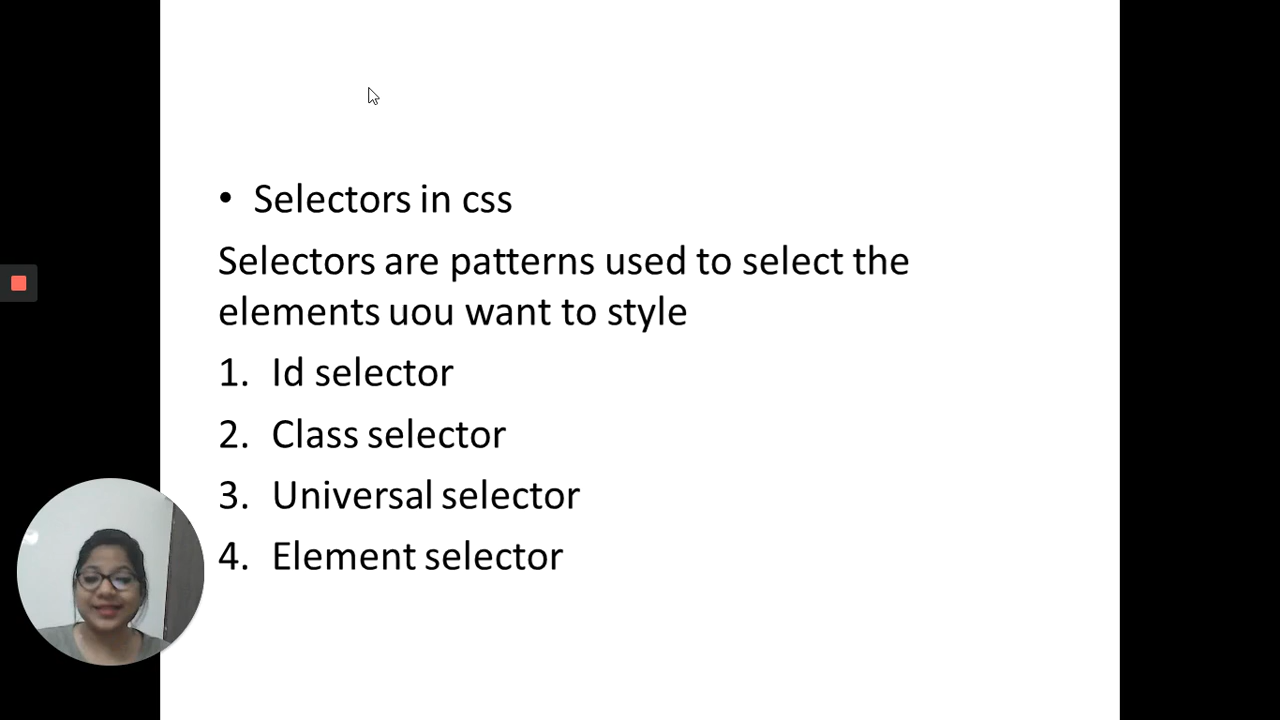 • Selectors in css
Selectors are patterns used to select the
elements uou want to style
1. Id selector
2. Class selector
3. Universal selector
4. Element selector